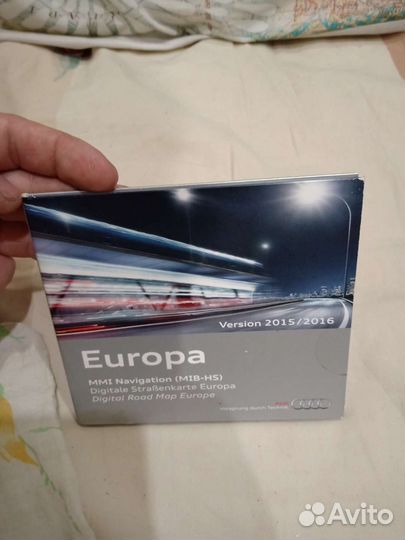 Version 2015/2016
Europa
MMI Navigation (MIB-HS)
Digitale Straßenkarte Europa
Digital Road Map Europe
Audi
Vorsprung durch Technik
Avito